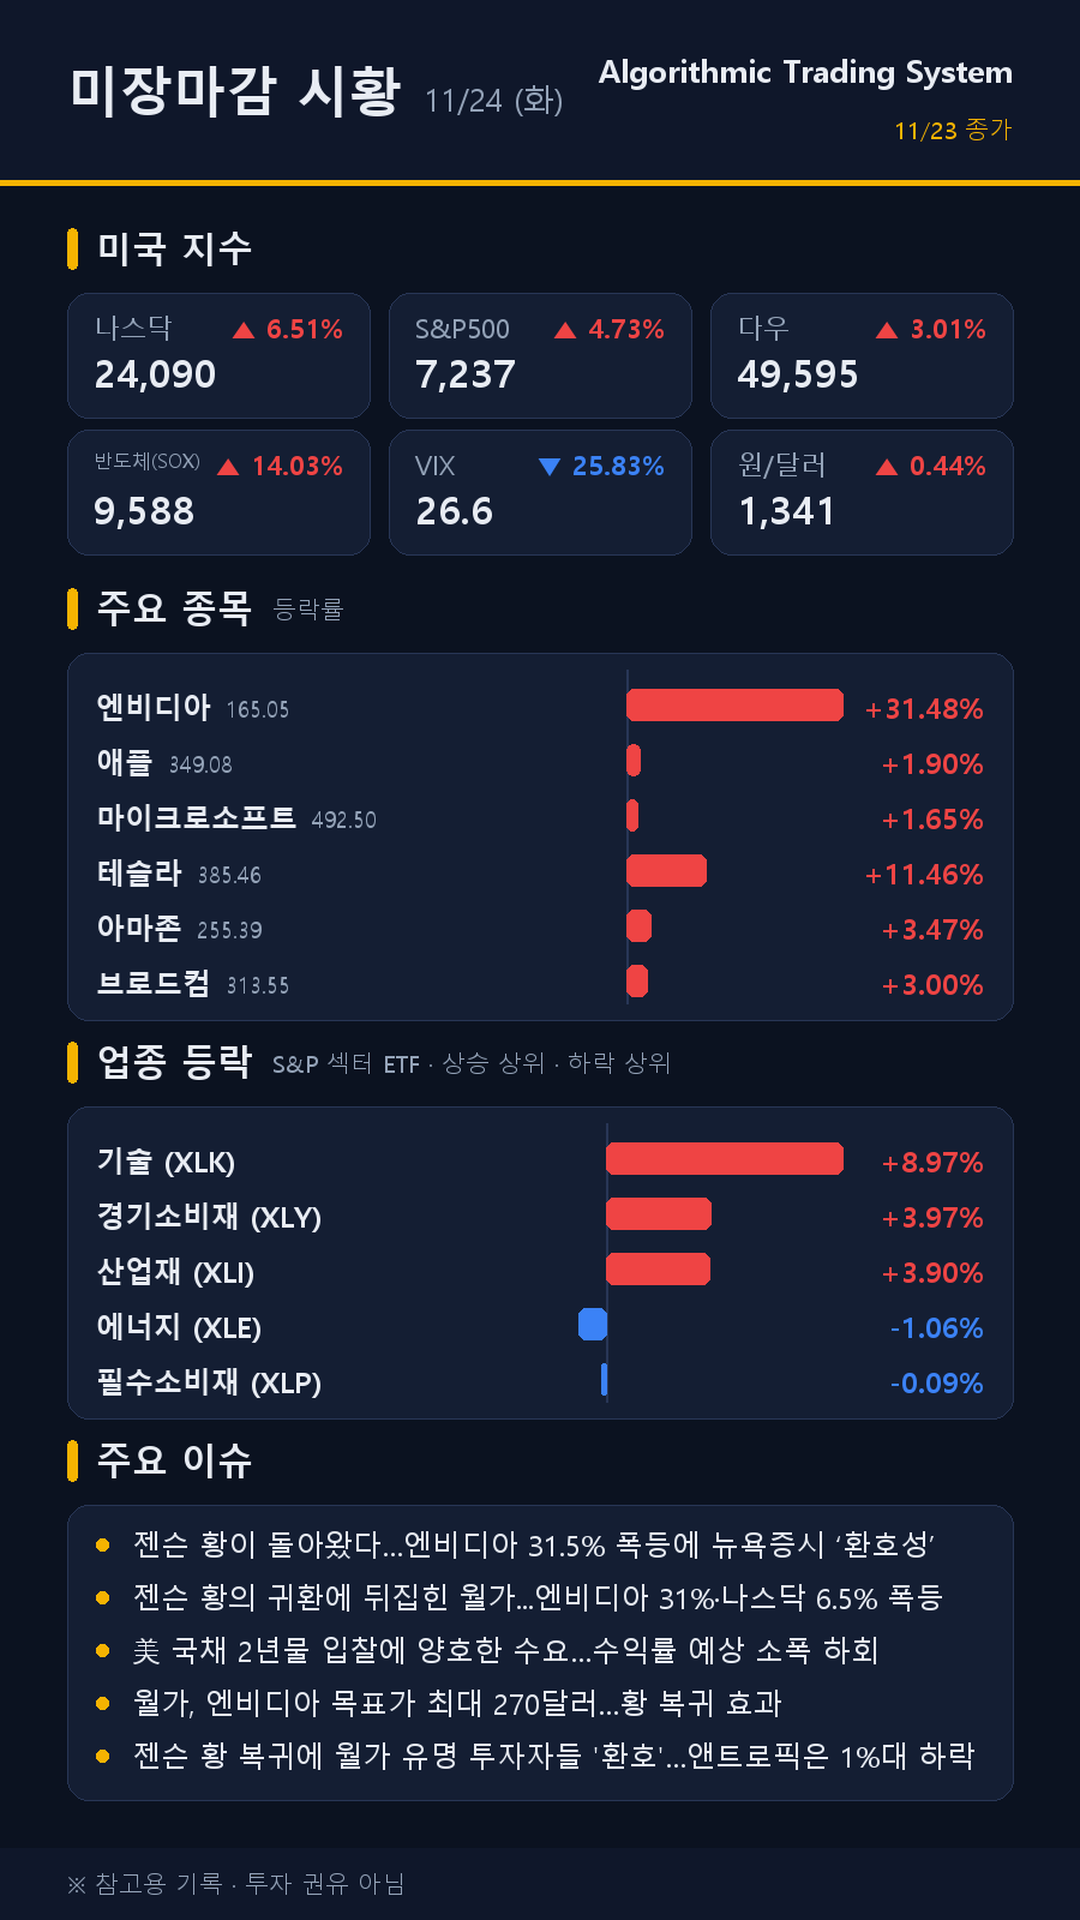 미장마감 시황 11/24 (화)
Algorithmic Trading System
11/23 종가
미국 지수
나스닥 ▲ 6.51%
24,090
S&P500 ▲ 4.73%
7,237
다우 ▲ 3.01%
49,595
반도체(SOX) ▲ 14.03%
9,588
VIX ▼ 25.83%
26.6
원/달러 ▲ 0.44%
1,341
주요 종목 등락률
엔비디아 165.05 +31.48%
애플 349.08 +1.90%
마이크로소프트 492.50 +1.65%
테슬라 385.46 +11.46%
아마존 255.39 +3.47%
브로드컴 313.55 +3.00%
업종 등락 S&P 섹터 ETF · 상승 상위 · 하락 상위
기술 (XLK) +8.97%
경기소비재 (XLY) +3.97%
산업재 (XLI) +3.90%
에너지 (XLE) -1.06%
필수소비재 (XLP) -0.09%
주요 이슈
젠슨 황이 돌아왔다...엔비디아 31.5% 폭등에 뉴욕증시 ‘환호성’
젠슨 황의 귀환에 뒤집힌 월가...엔비디아 31%·나스닥 6.5% 폭등
美 국채 2년물 입찰에 양호한 수요...수익률 예상 소폭 하회
월가, 엔비디아 목표가 최대 270달러...황 복귀 효과
젠슨 황 복귀에 월가 유명 투자자들 '환호'...앤트로픽은 1%대 하락
※ 참고용 기록 · 투자 권유 아님